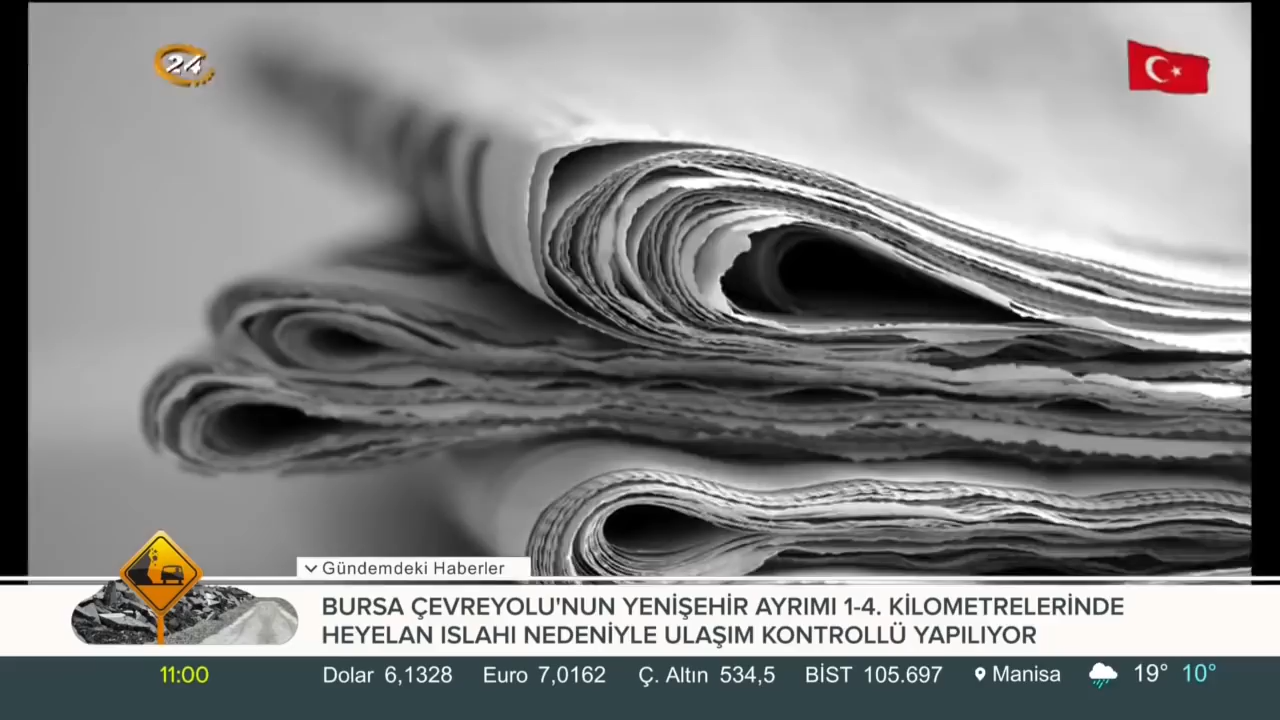 24
Gündemdeki Haberler
BURSA ÇEVREYOLU'NUN YENİŞEHİR AYRIMI 1-4. KİLOMETRELERİNDE
HEYELAN ISLAHI NEDENİYLE ULAŞIM KONTROLLÜ YAPILIYOR
11:00 Dolar 6,1328 Euro 7,0162 Ç. Altın 534,5 BİST 105.697 Manisa 19° 10°